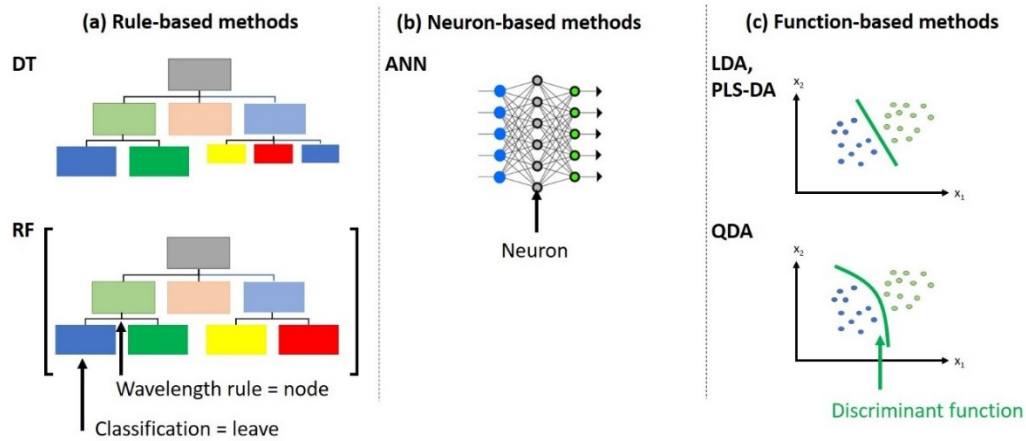 (a) Rule-based methods
DT
RF
Wavelength rule = node
Classification = leave
(b) Neuron-based methods
ANN
Neuron
(c) Function-based methods
LDA,
PLS-DA
x₂
x₁
QDA
x₂
x₁
Discriminant function